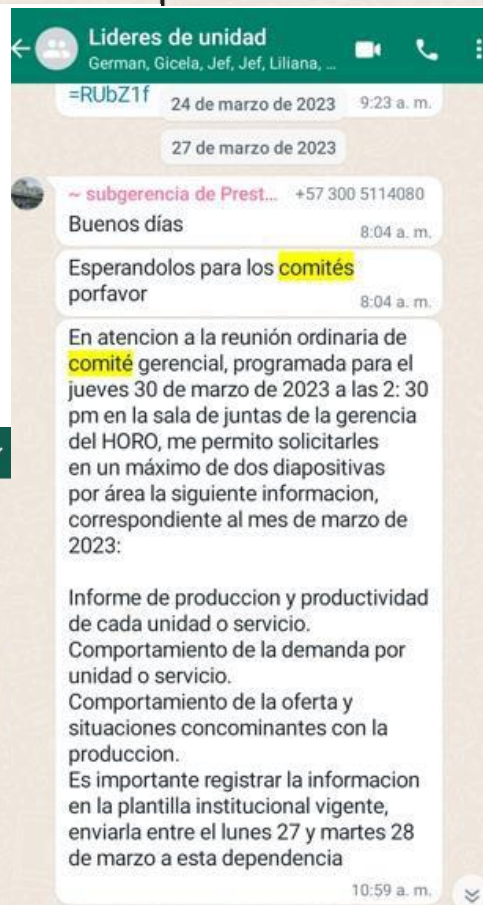 Lideres de unidad
German, Gicela, Jef, Jef, Liliana, ...
=RUbZ1f
24 de marzo de 2023
9:23 a. m.
27 de marzo de 2023
~ subgerencia de Prest... +57 300 5114080
Buenos días
8:04 a. m.
Esperandolos para los comités
porfavor
8:04 a. m.
En atencion a la reunión ordinaria de
comité gerencial, programada para el
jueves 30 de marzo de 2023 a las 2: 30
pm en la sala de juntas de la gerencia
del HORO, me permito solicitarles
en un máximo de dos diapositivas
por área la siguiente informacion,
correspondiente al mes de marzo de
2023:
Informe de produccion y productividad
de cada unidad o servicio.
Comportamiento de la demanda por
unidad o servicio.
Comportamiento de la oferta y
situaciones concominantes con la
produccion.
Es importante registrar la informacion
en la plantilla institucional vigente,
enviarla entre el lunes 27 y martes 28
de marzo a esta dependencia
10:59 a. m.